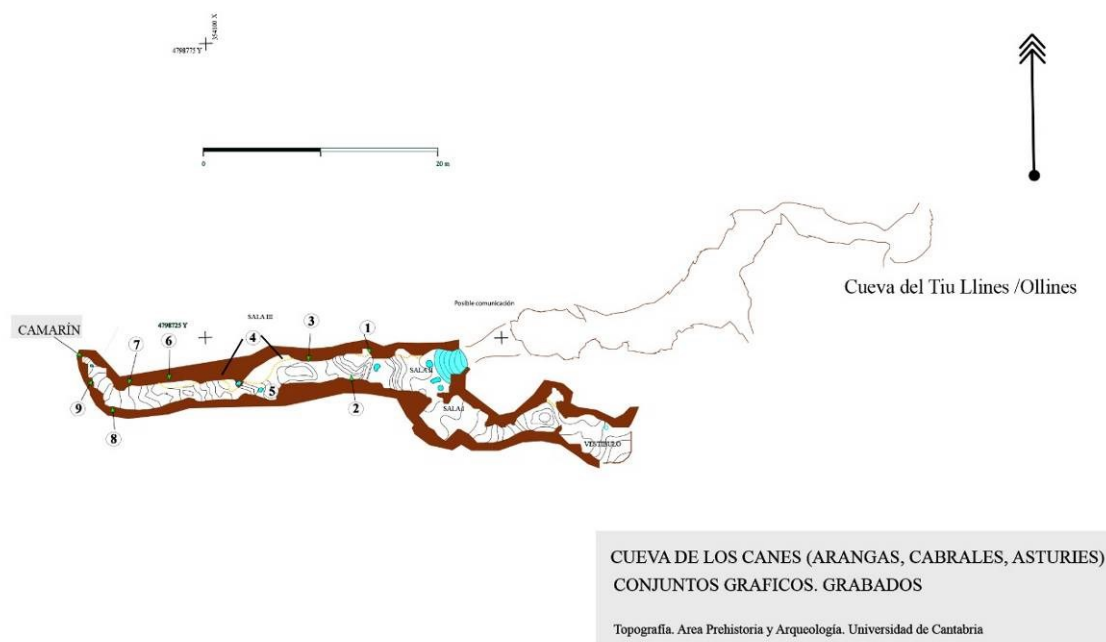 354100 X
4798775 Y
0
20 m
Cueva del Tiu Llines /Ollines
Posible comunicación
CAMARÍN
4798725 Y
SALA III
7
6
4
3
1
SALA II
9
8
5
2
SALA I
VESTIBULO
CUEVA DE LOS CANES (ARANGAS, CABRALES, ASTURIES)
CONJUNTOS GRAFICOS. GRABADOS
Topografía. Area Prehistoria y Arqueología. Universidad de Cantabria